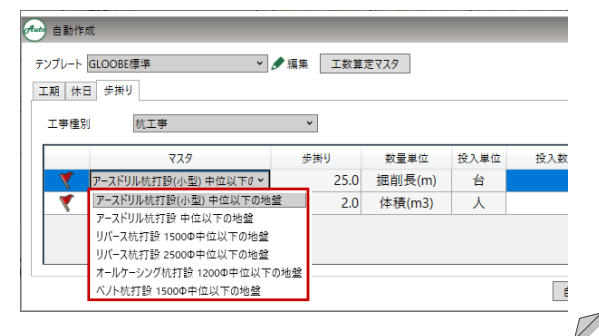 Auto 自動作成
テンプレート GLOOBE標準 編集 工数算定マスタ
工期 休日 歩掛り
工事種別 杭工事
マスタ 歩掛り 数量単位 投入単位 投入数
アースドリル杭打設(小型) 中位以下の 25.0 掘削長(m) 台
アースドリル杭打設(小型) 中位以下の地盤 2.0 体積(m3) 人
アースドリル杭打設 中位以下の地盤
リバース杭打設 1500Φ中位以下の地盤
リバース杭打設 2500Φ中位以下の地盤
オールケーシング杭打設 1200Φ中位以下の地盤
ベノト杭打設 1500Φ中位以下の地盤